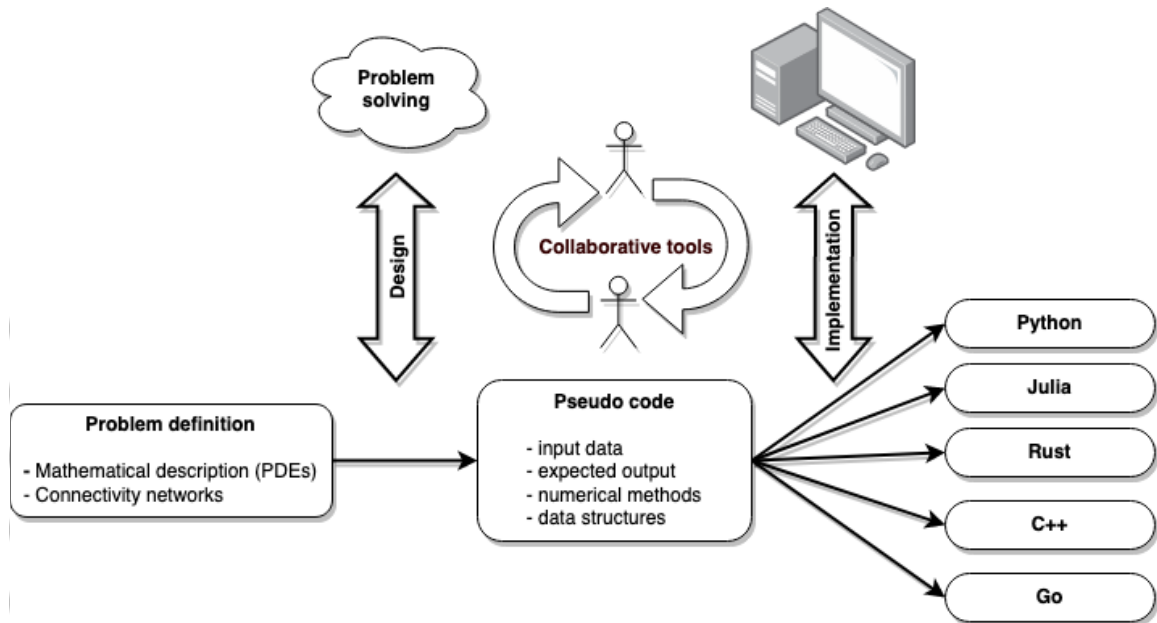 Problem
solving
Design
Collaborative tools
Implementation
Problem definition
- Mathematical description (PDEs)
- Connectivity networks
Pseudo code
- input data
- expected output
- numerical methods
- data structures
Python
Julia
Rust
C++
Go